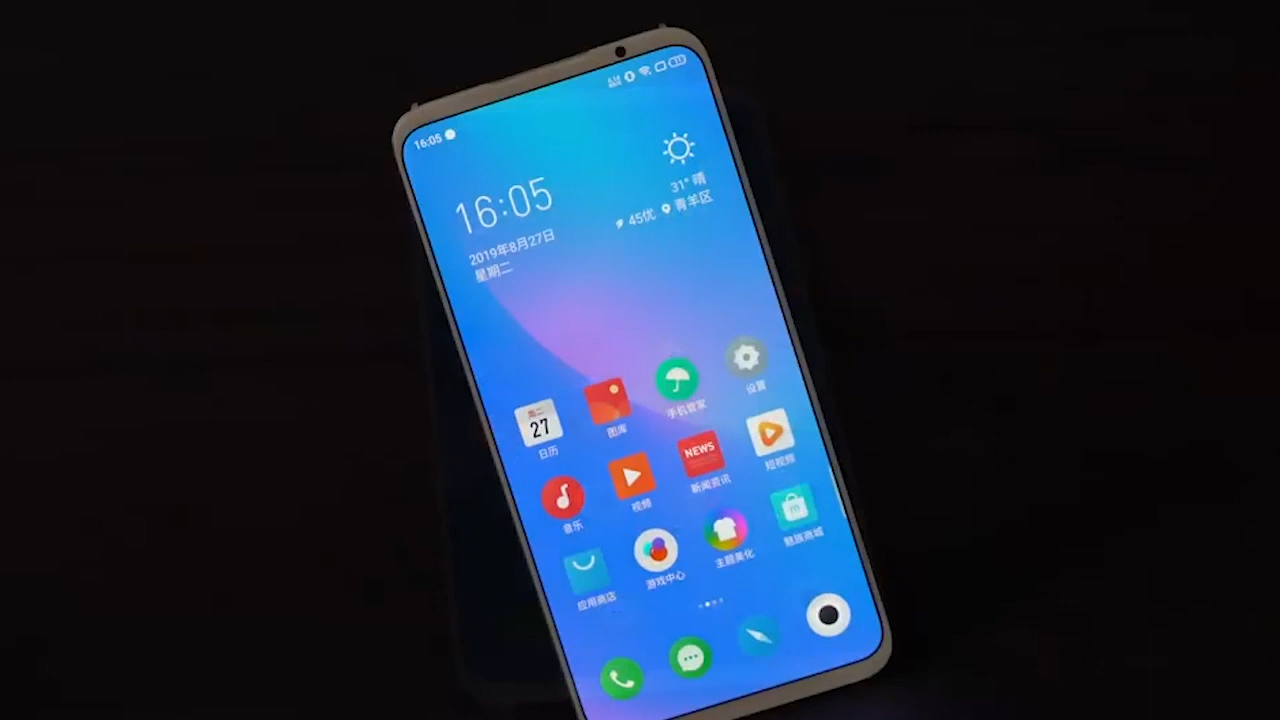 16:05
31° 晴
45优 青羊区
16:05
2019年8月27日
星期二
周二
27
日历
图库
手机管家
设置
音乐
视频
NEWS
新闻资讯
短视频
应用商店
游戏中心
主题美化
m
魅族商城